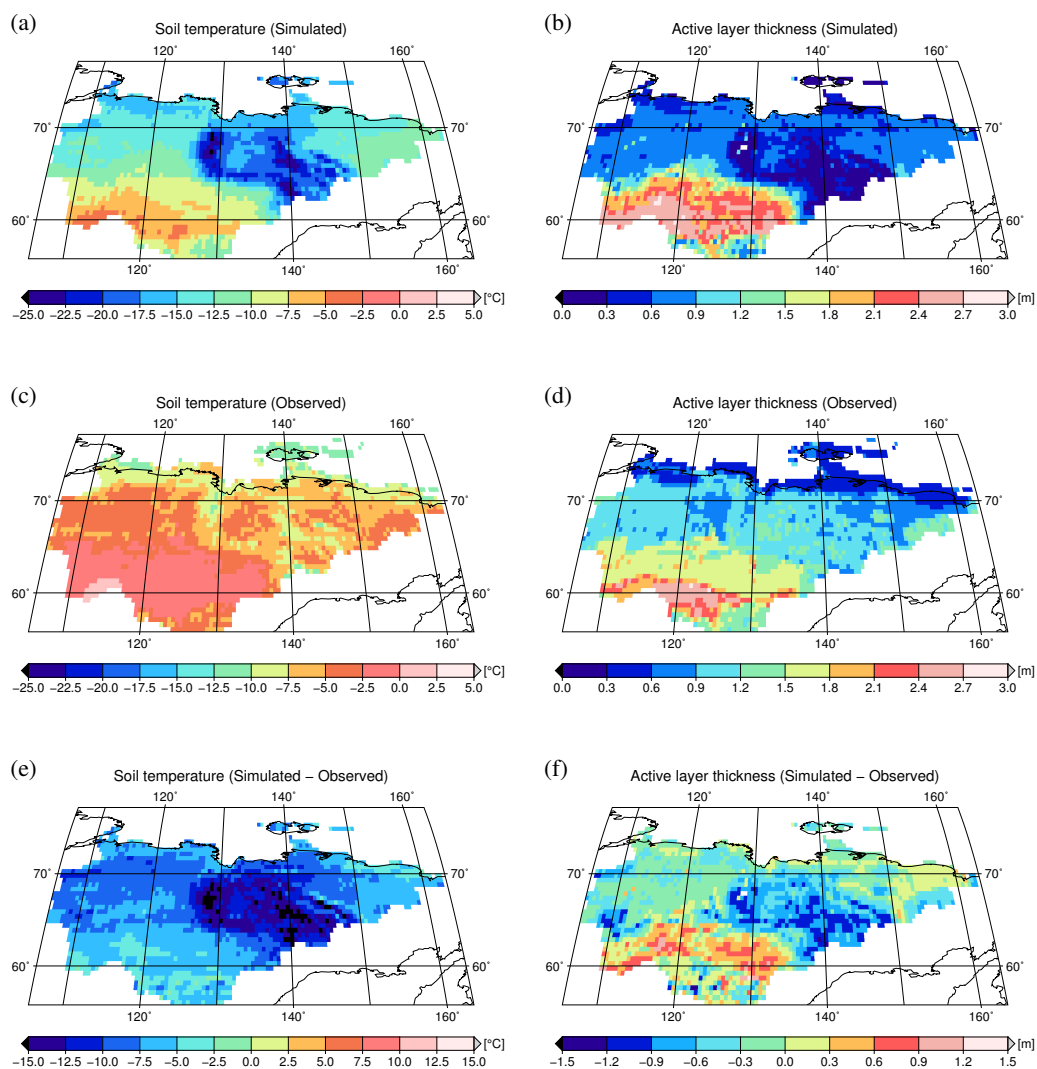 (a)
Soil temperature (Simulated)
120˚ 140˚ 160˚
70˚ 70˚
60˚ 60˚
120˚ 140˚ 160˚
[°C]
−25.0 −22.5 −20.0 −17.5 −15.0 −12.5 −10.0 −7.5 −5.0 −2.5 0.0 2.5 5.0
(b)
Active layer thickness (Simulated)
120˚ 140˚ 160˚
70˚ 70˚
60˚ 60˚
120˚ 140˚ 160˚
[m]
0.0 0.3 0.6 0.9 1.2 1.5 1.8 2.1 2.4 2.7 3.0
(c)
Soil temperature (Observed)
120˚ 140˚ 160˚
70˚ 70˚
60˚ 60˚
120˚ 140˚ 160˚
[°C]
−25.0 −22.5 −20.0 −17.5 −15.0 −12.5 −10.0 −7.5 −5.0 −2.5 0.0 2.5 5.0
(d)
Active layer thickness (Observed)
120˚ 140˚ 160˚
70˚ 70˚
60˚ 60˚
120˚ 140˚ 160˚
[m]
0.0 0.3 0.6 0.9 1.2 1.5 1.8 2.1 2.4 2.7 3.0
(e)
Soil temperature (Simulated − Observed)
120˚ 140˚ 160˚
70˚ 70˚
60˚ 60˚
120˚ 140˚ 160˚
[°C]
−15.0 −12.5 −10.0 −7.5 −5.0 −2.5 0.0 2.5 5.0 7.5 10.0 12.5 15.0
(f)
Active layer thickness (Simulated − Observed)
120˚ 140˚ 160˚
70˚ 70˚
60˚ 60˚
120˚ 140˚ 160˚
[m]
−1.5 −1.2 −0.9 −0.6 −0.3 0.0 0.3 0.6 0.9 1.2 1.5